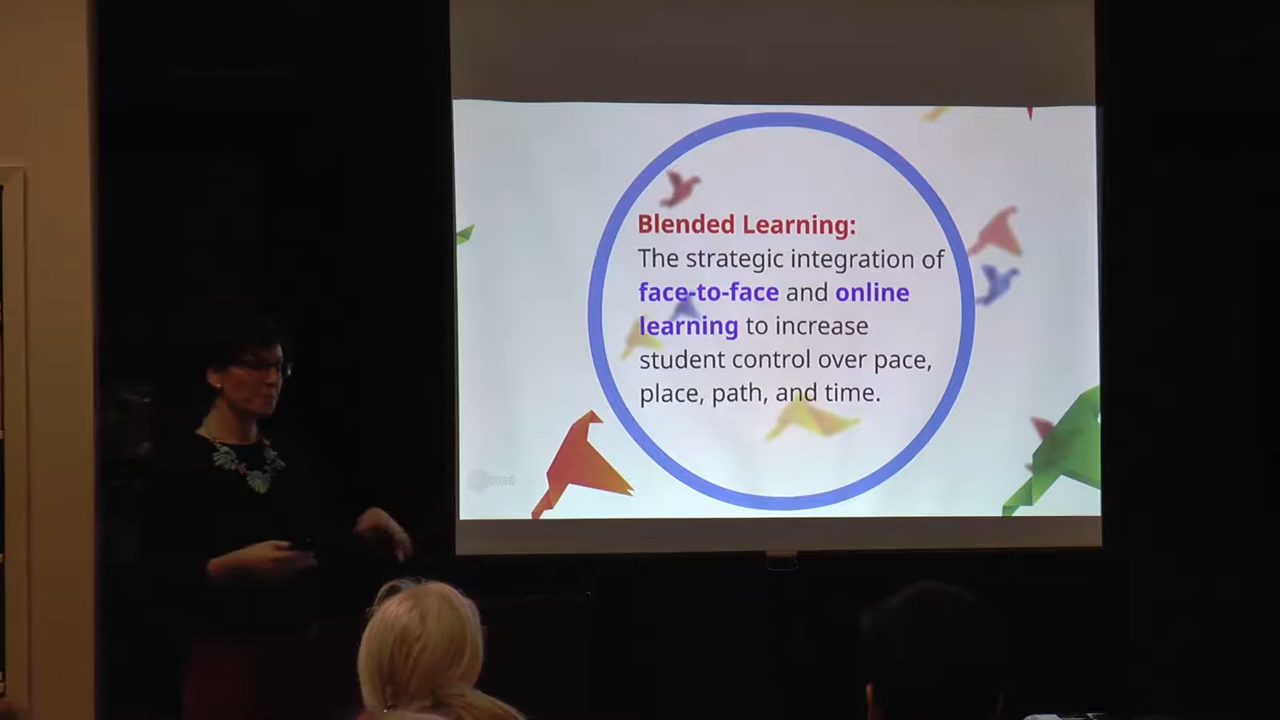 Blended Learning:
The strategic integration of
face-to-face and online
learning to increase
student control over pace,
place, path, and time.